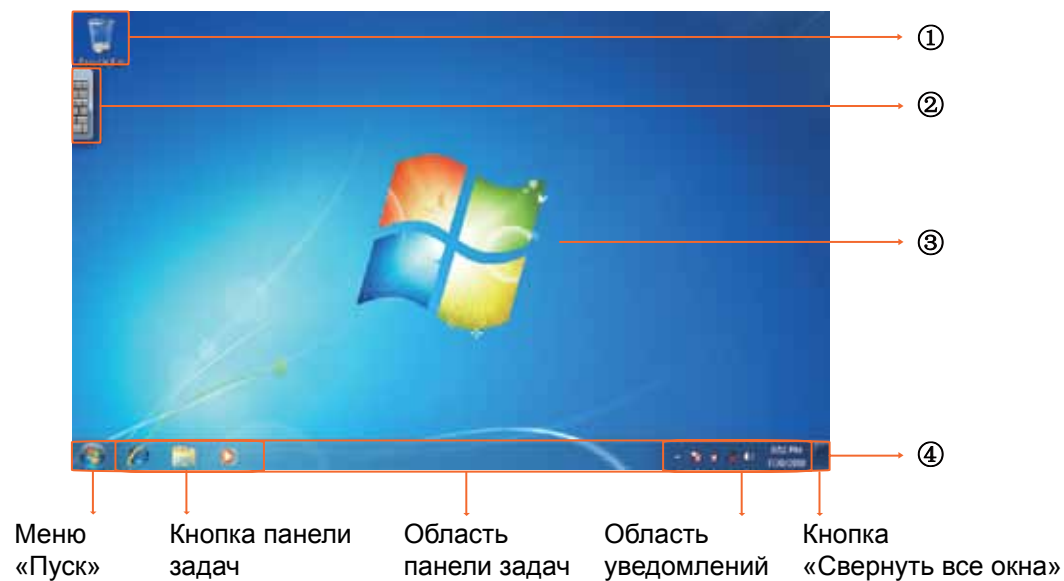 ①
②
③
④
Меню
«Пуск»
Кнопка панели
задач
Область
панели задач
Область
уведомлений
Кнопка
«Свернуть все окна»